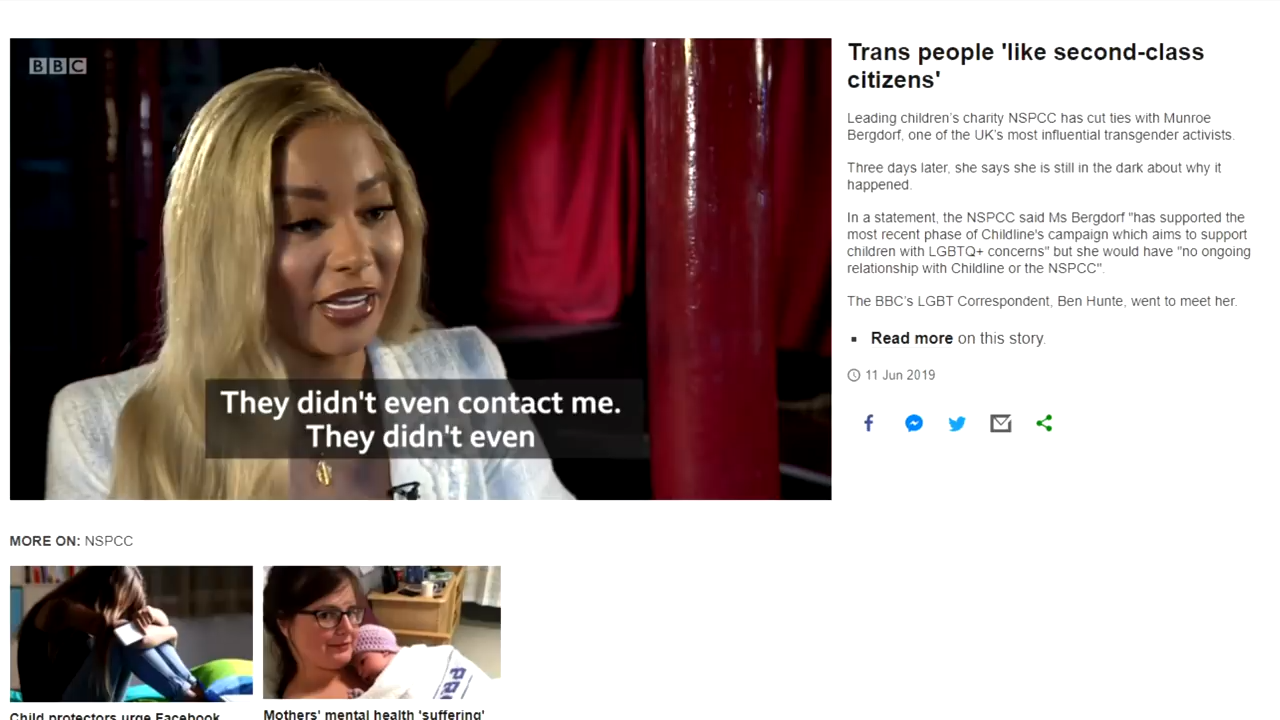 BBC
They didn't even contact me.
They didn't even
Trans people 'like second-class
citizens'
Leading children's charity NSPCC has cut ties with Munroe
Bergdorf, one of the UK's most influential transgender activists.
Three days later, she says she is still in the dark about why it
happened.
In a statement, the NSPCC said Ms Bergdorf "has supported the
most recent phase of Childline's campaign which aims to support
children with LGBTQ+ concerns" but she would have "no ongoing
relationship with Childline or the NSPCC".
The BBC's LGBT Correspondent, Ben Hunte, went to meet her.
Read more on this story.
11 Jun 2019
MORE ON: NSPCC
Child protectors urge Facebook
Mothers' mental health 'suffering'